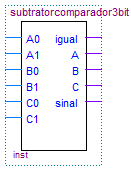 subtratorcomparador3bit
A0 igual
A1 A
B0 B
B1 C
C0 sinal
C1
inst